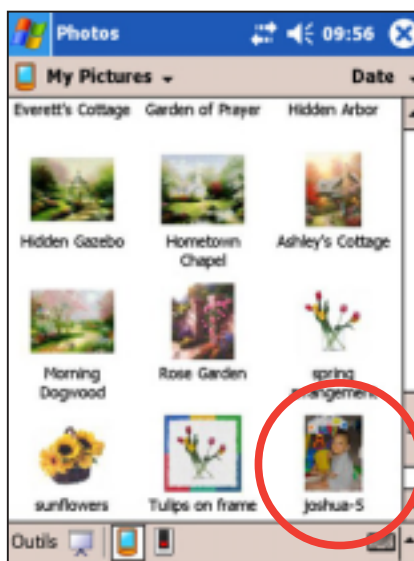 Photos 09:56
My Pictures Date
Everett's Cottage Garden of Prayer Hidden Arbor
Hidden Gazebo Hometown Chapel Ashley's Cottage
Morning Dogwood Rose Garden spring arrangement
sunflowers Tulips on frame joshua-5
Outils